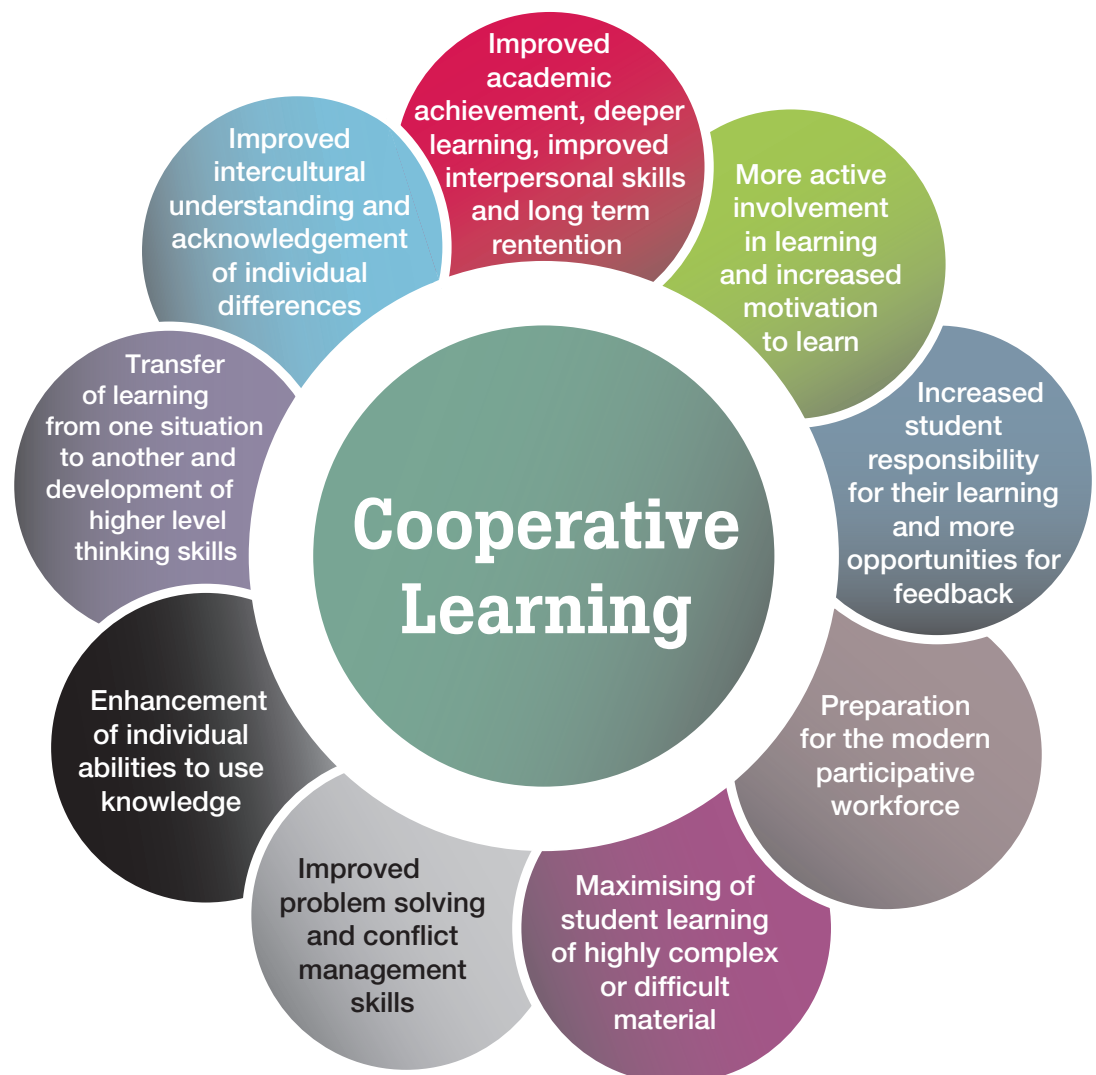 Improved
academic
achievement, deeper
learning, improved
interpersonal skills
and long term
rentention
More active
involvement
in learning
and increased
motivation
to learn
Increased
student
responsibility
for their learning
and more
opportunities for
feedback
Preparation
for the modern
participative
workforce
Maximising of
student learning
of highly complex
or difficult
material
Improved
problem solving
and conflict
management
skills
Enhancement
of individual
abilities to use
knowledge
Transfer
of learning
from one situation
to another and
development of
higher level
thinking skills
Improved
intercultural
understanding and
acknowledgement
of individual
differences
Cooperative
Learning